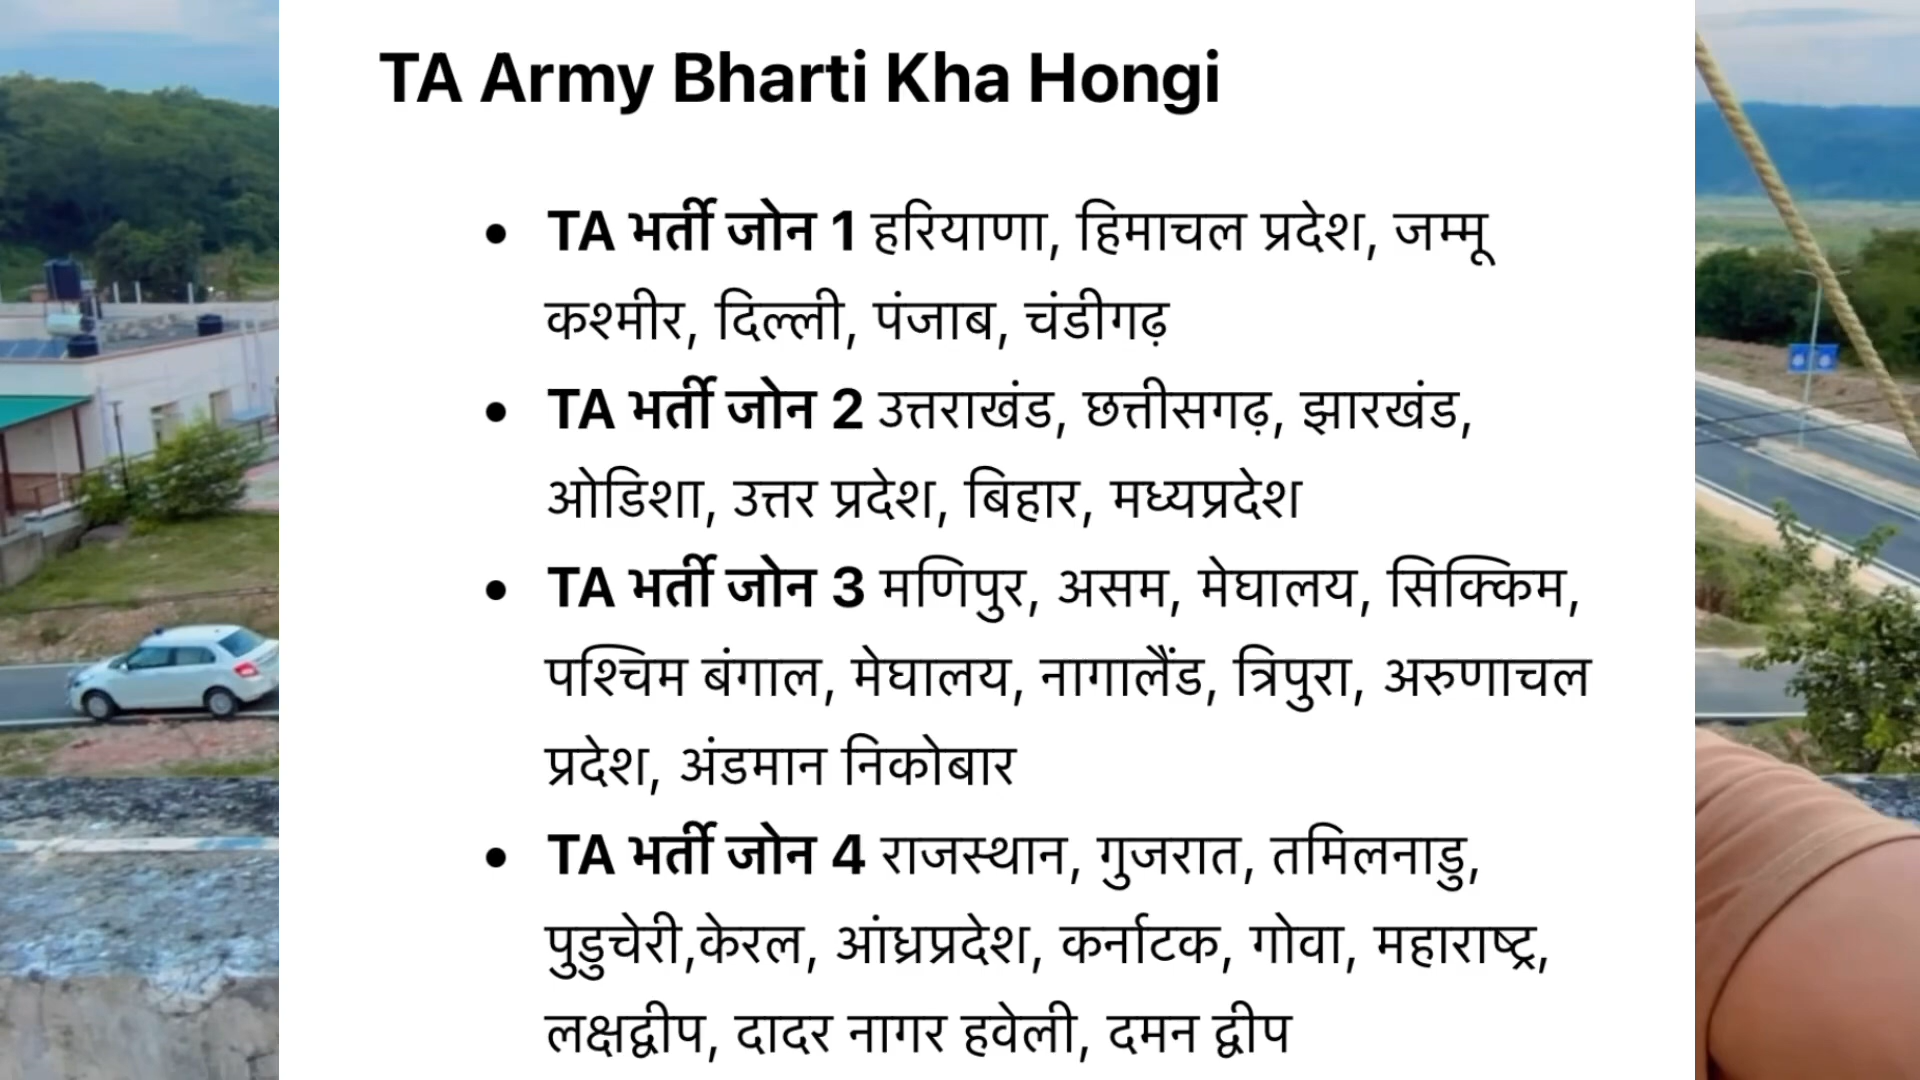 TA Army Bharti Kha Hongi
• TA भर्ती जोन 1 हरियाणा, हिमाचल प्रदेश, जम्मू
कश्मीर, दिल्ली, पंजाब, चंडीगढ़
• TA भर्ती जोन 2 उत्तराखंड, छत्तीसगढ़, झारखंड,
ओडिशा, उत्तर प्रदेश, बिहार, मध्यप्रदेश
• TA भर्ती जोन 3 मणिपुर, असम, मेघालय, सिक्किम,
पश्चिम बंगाल, मेघालय, नागालैंड, त्रिपुरा, अरुणाचल
प्रदेश, अंडमान निकोबार
• TA भर्ती जोन 4 राजस्थान, गुजरात, तमिलनाडु,
पुडुचेरी,केरल, आंध्रप्रदेश, कर्नाटक, गोवा, महाराष्ट्र,
लक्षद्वीप, दादर नागर हवेली, दमन द्वीप